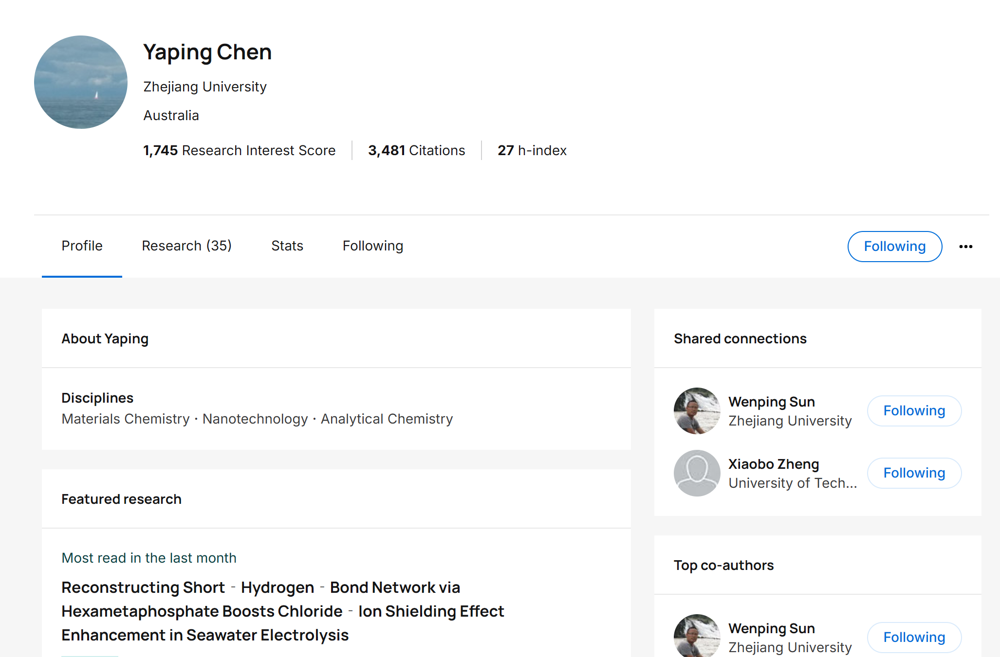 Yaping Chen
Zhejiang University
Australia
1,745 Research Interest Score
3,481 Citations
27 h-index
Profile
Research (35)
Stats
Following
Following
About Yaping
Disciplines
Materials Chemistry · Nanotechnology · Analytical Chemistry
Featured research
Most read in the last month
Reconstructing Short‐Hydrogen‐Bond Network via
Hexametaphosphate Boosts Chloride‐Ion Shielding Effect
Enhancement in Seawater Electrolysis
Shared connections
Wenping Sun
Zhejiang University
Following
Xiaobo Zheng
University of Tech...
Following
Top co-authors
Wenping Sun
Zhejiang University
Following